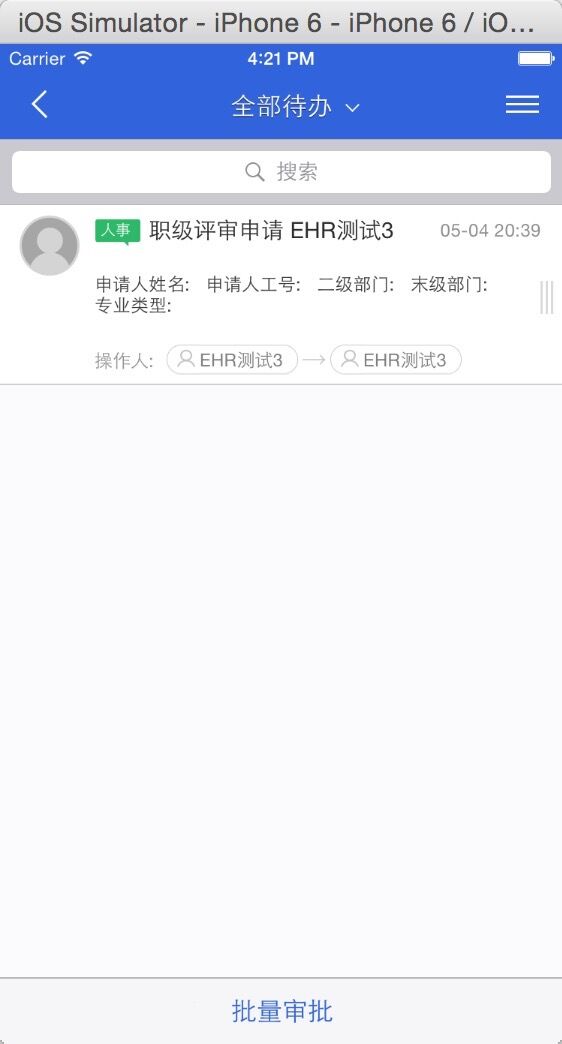 iOS Simulator - iPhone 6 - iPhone 6 / iO...
Carrier 4:21 PM
全部待办
搜索
人事 职级评审申请 EHR测试3 05-04 20:39
申请人姓名: 申请人工号: 二级部门: 末级部门:
专业类型:
操作人: EHR测试3 EHR测试3
批量审批